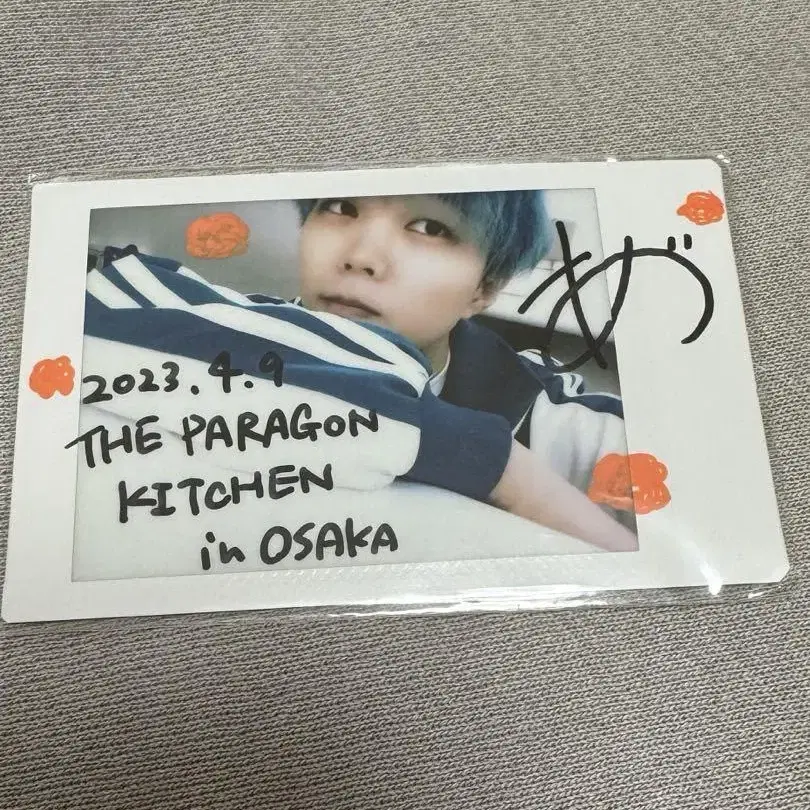 2023.4.9
THE PARAGON
KITCHEN
in OSAKA